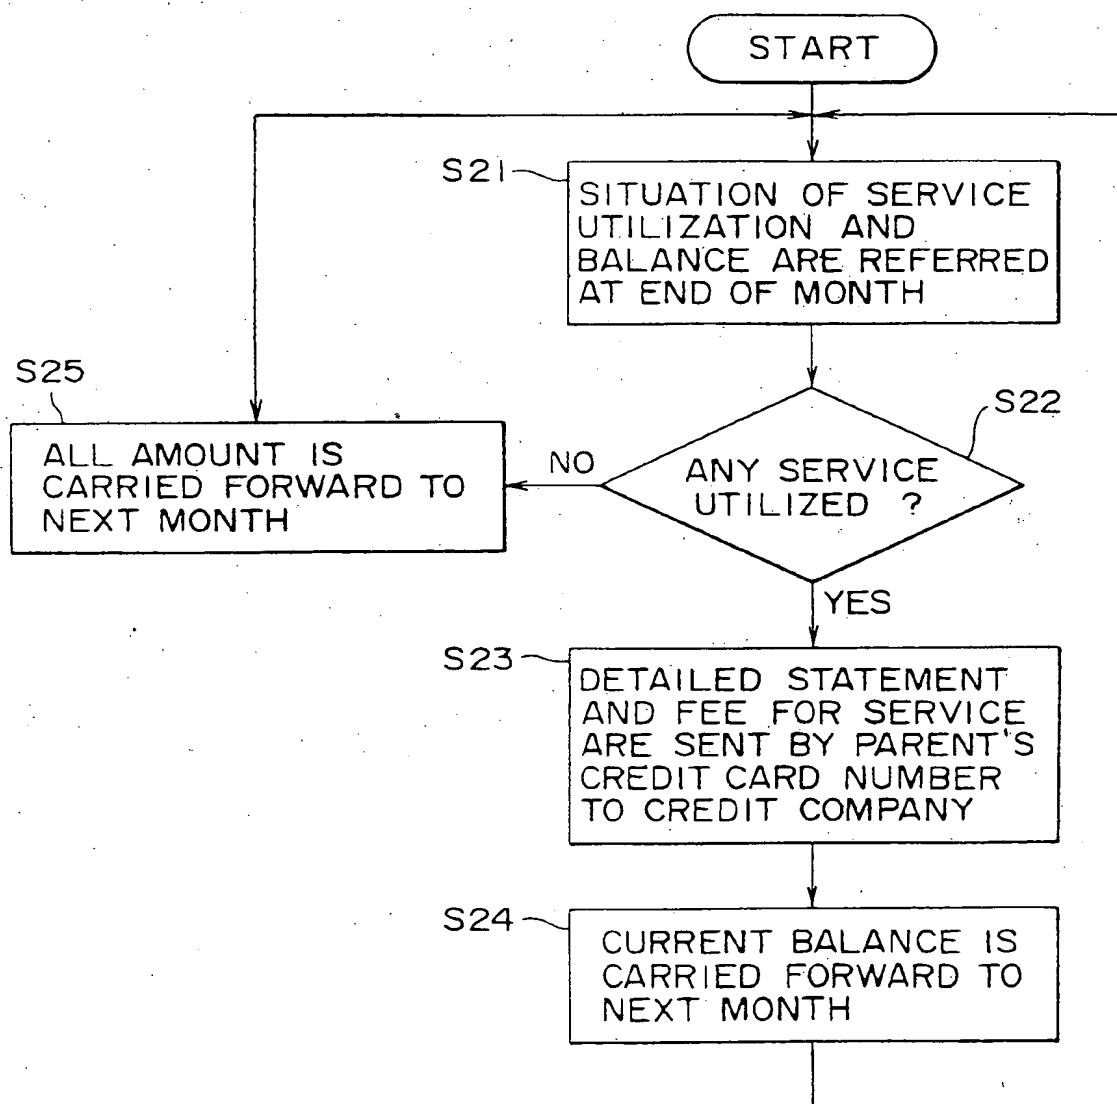 START
S21
SITUATION OF SERVICE
UTILIZATION AND
BALANCE ARE REFERRED
AT END OF MONTH
S22
ANY SERVICE
UTILIZED ?
NO
S25
ALL AMOUNT IS
CARRIED FORWARD TO
NEXT MONTH
YES
S23
DETAILED STATEMENT
AND FEE FOR SERVICE
ARE SENT BY PARENT'S
CREDIT CARD NUMBER
TO CREDIT COMPANY
S24
CURRENT BALANCE IS
CARRIED FORWARD TO
NEXT MONTH